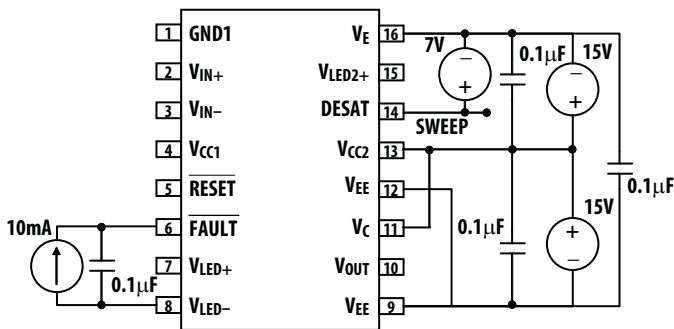 1 GND1 VE 16
7V 0.1μF 15V
2 VIN+ VLED2+ 15
3 VIN− DESAT 14
SWEEP
4 VCC1 VCC2 13
5 RESET VEE 12
0.1μF
15V
10mA
6 FAULT VC 11
0.1μF
7 VLED+ VOUT 10
0.1μF
8 VLED− VEE 9
− + − + + −